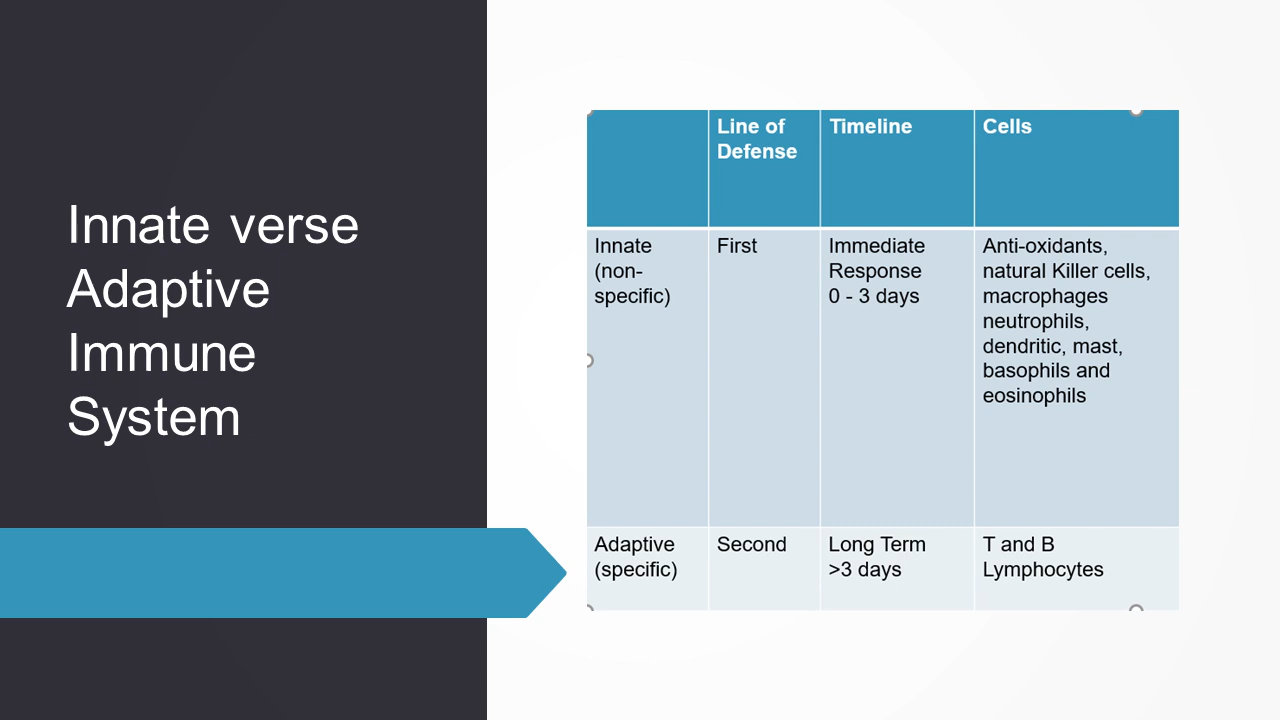 Innate verse
Adaptive
Immune
System
Line of
Defense
Timeline
Cells
Innate
(non-
specific)
First
Immediate
Response
0 - 3 days
Anti-oxidants,
natural Killer cells,
macrophages
neutrophils,
dendritic, mast,
basophils and
eosinophils
Adaptive
(specific)
Second
Long Term
>3 days
T and B
Lymphocytes